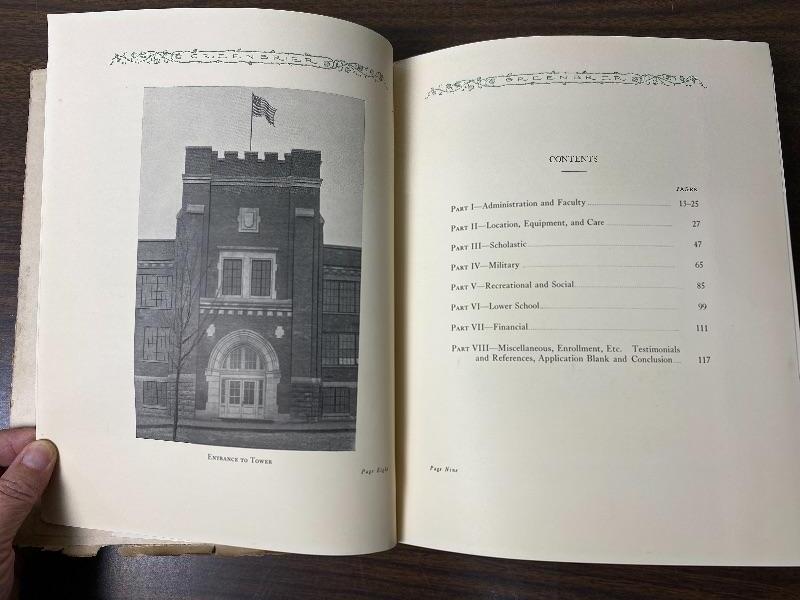 GREENBRIER
Entrance to Tower
Page Eight
GREENBRIER
CONTENTS
PAGES
Part I—Administration and Faculty 13-25
Part II—Location, Equipment, and Care 27
Part III—Scholastic 47
Part IV—Military 65
Part V—Recreational and Social 85
Part VI—Lower School 99
Part VII—Financial 111
Part VIII—Miscellaneous, Enrollment, Etc. Testimonials
and References, Application Blank and Conclusion 117
Page Nine